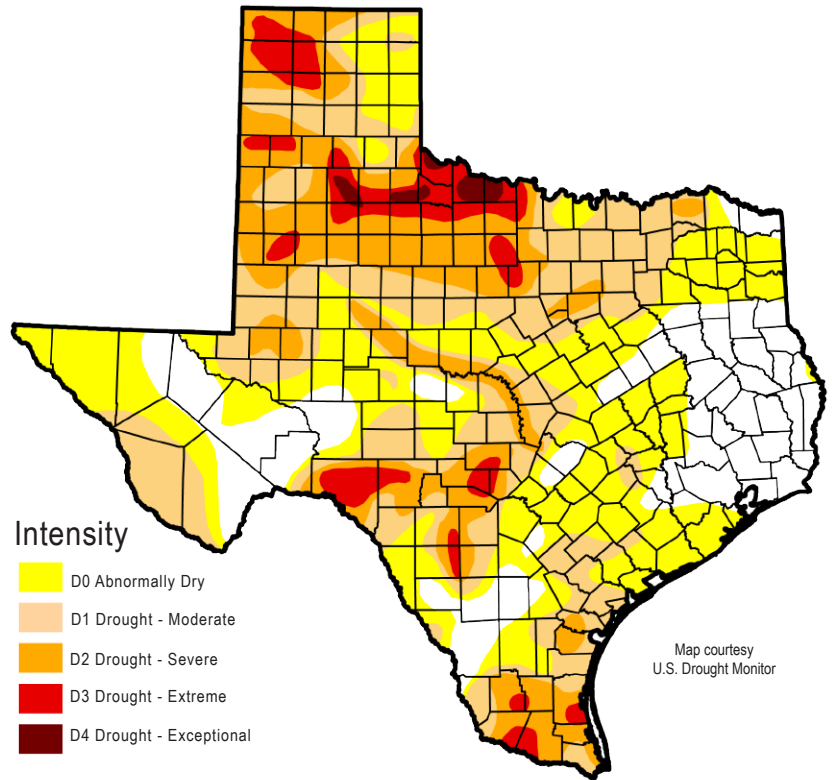 Intensity
D0 Abnormally Dry
D1 Drought - Moderate
D2 Drought - Severe
D3 Drought - Extreme
D4 Drought - Exceptional
Map courtesy
U.S. Drought Monitor